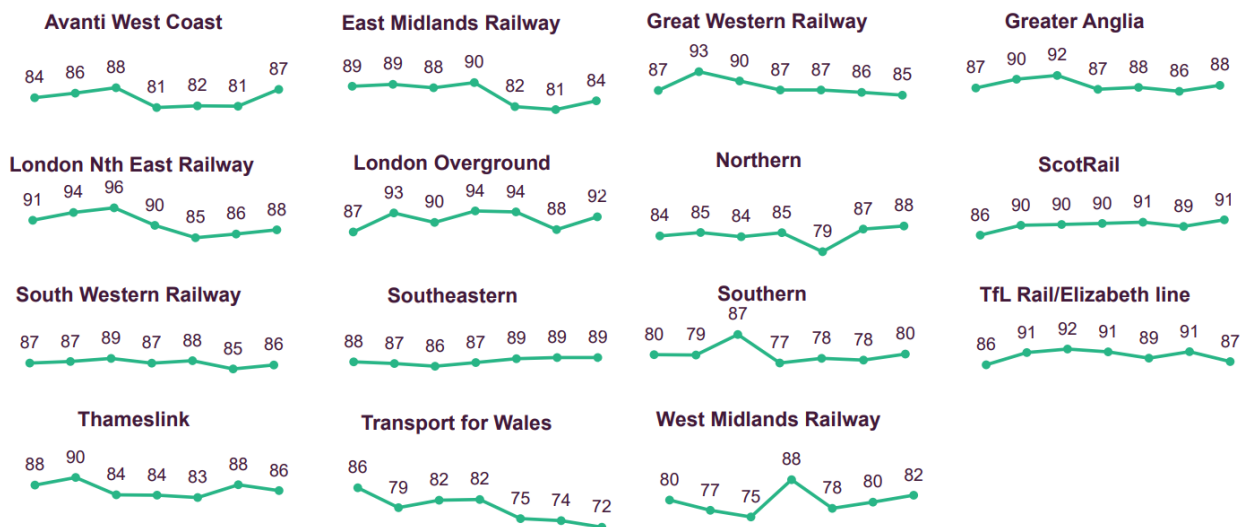 Avanti West Coast
84 86 88 81 82 81 87
East Midlands Railway
89 89 88 90 82 81 84
Great Western Railway
87 93 90 87 87 86 85
Greater Anglia
87 90 92 87 88 86 88
London Nth East Railway
91 94 96 90 85 86 88
London Overground
87 93 90 94 94 88 92
Northern
84 85 84 85 79 87 88
ScotRail
86 90 90 90 91 89 91
South Western Railway
87 87 89 87 88 85 86
Southeastern
88 87 86 87 89 89 89
Southern
80 79 87 77 78 78 80
TfL Rail/Elizabeth line
86 91 92 91 89 91 87
Thameslink
88 90 84 84 83 88 86
Transport for Wales
86 79 82 82 75 74 72
West Midlands Railway
80 77 75 88 78 80 82